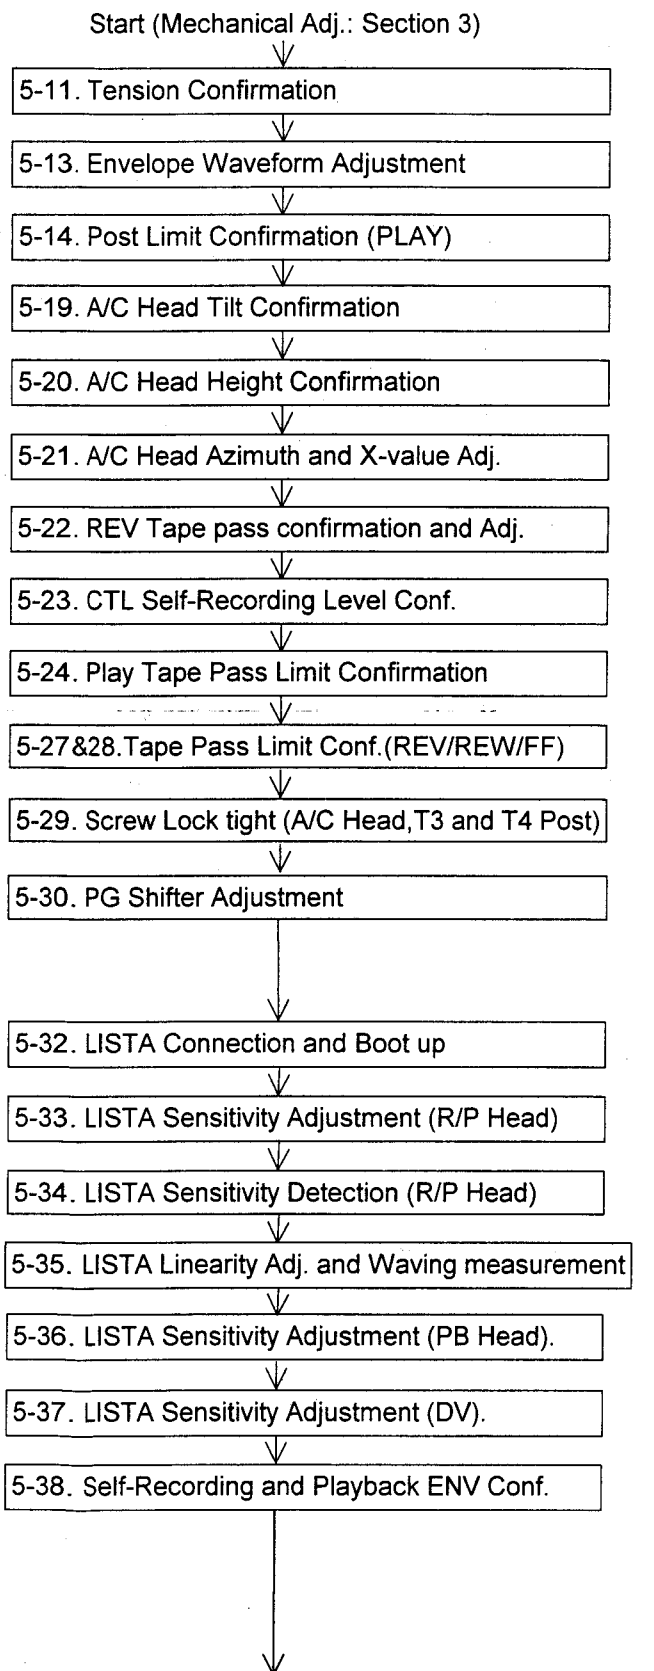 Start (Mechanical Adj.: Section 3)
5-11. Tension Confirmation
5-13. Envelope Waveform Adjustment
5-14. Post Limit Confirmation (PLAY)
5-19. A/C Head Tilt Confirmation
5-20. A/C Head Height Confirmation
5-21. A/C Head Azimuth and X-value Adj.
5-22. REV Tape pass confirmation and Adj.
5-23. CTL Self-Recording Level Conf.
5-24. Play Tape Pass Limit Confirmation
5-27&28.Tape Pass Limit Conf.(REV/REW/FF)
5-29. Screw Lock tight (A/C Head,T3 and T4 Post)
5-30. PG Shifter Adjustment
5-32. LISTA Connection and Boot up
5-33. LISTA Sensitivity Adjustment (R/P Head)
5-34. LISTA Sensitivity Detection (R/P Head)
5-35. LISTA Linearity Adj. and Waving measurement
5-36. LISTA Sensitivity Adjustment (PB Head).
5-37. LISTA Sensitivity Adjustment (DV).
5-38. Self-Recording and Playback ENV Conf.